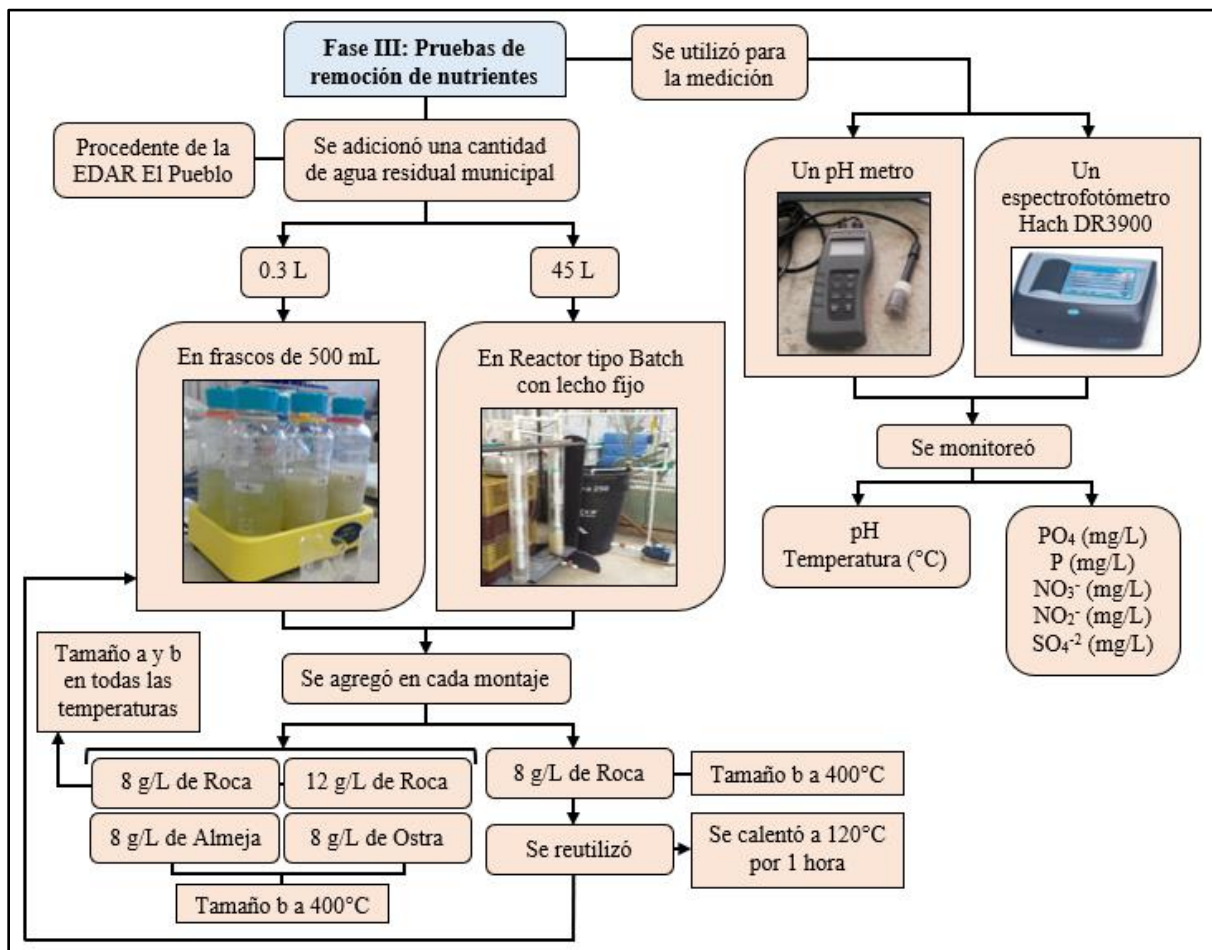 Fase III: Pruebas de
remoción de nutrientes
Se utilizó para
la medición
Procedente de la
EDAR El Pueblo
Se adicionó una cantidad
de agua residual municipal
Un pH metro
Un
espectrofotómetro
Hach DR3900
0.3 L
45 L
En frascos de 500 mL
En Reactor tipo Batch
con lecho fijo
Se monitoreó
pH
Temperatura (°C)
PO₄ (mg/L)
P (mg/L)
NO₃⁻ (mg/L)
NO₂⁻ (mg/L)
SO₄⁻² (mg/L)
Tamaño a y b
en todas las
temperaturas
Se agregó en cada montaje
8 g/L de Roca
12 g/L de Roca
8 g/L de Roca
Tamaño b a 400°C
8 g/L de Almeja
8 g/L de Ostra
Se reutilizó
Se calentó a 120°C
por 1 hora
Tamaño b a 400°C